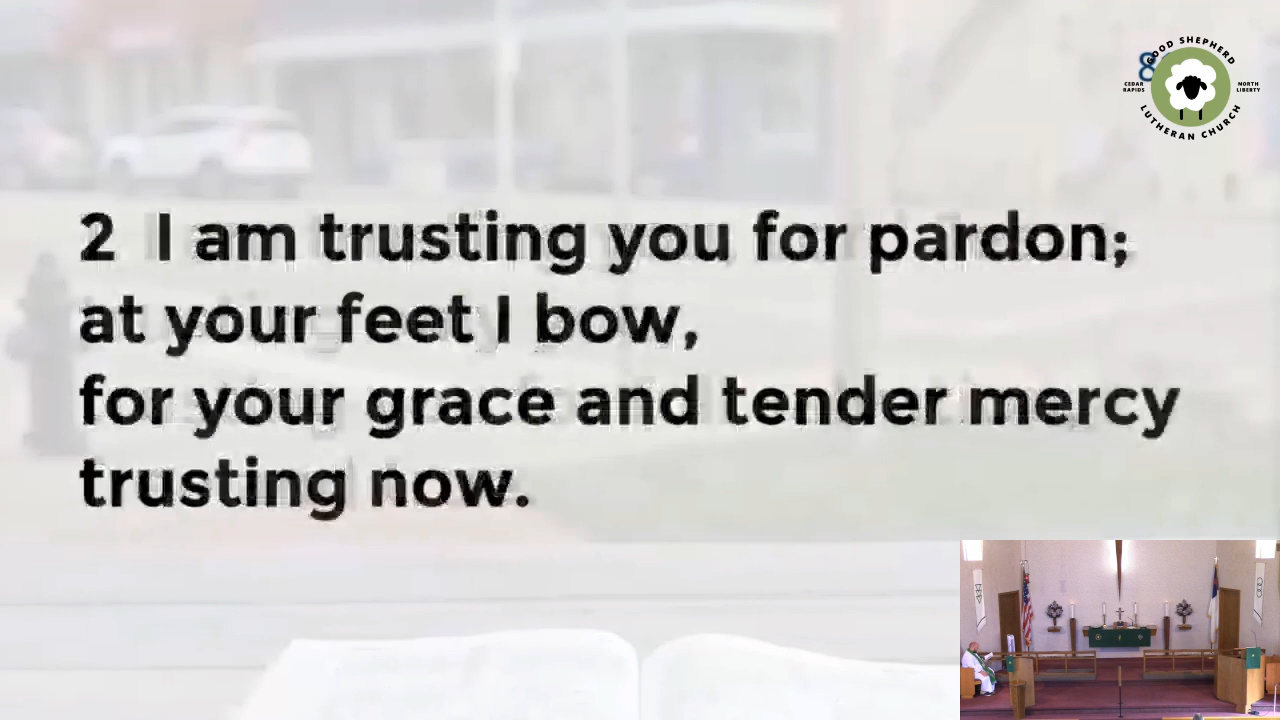 8
GOOD SHEPHERD
CEDAR RAPIDS
NORTH LIBERTY
LUTHERAN CHURCH
2 I am trusting you for pardon;
at your feet I bow,
for your grace and tender mercy
trusting now.